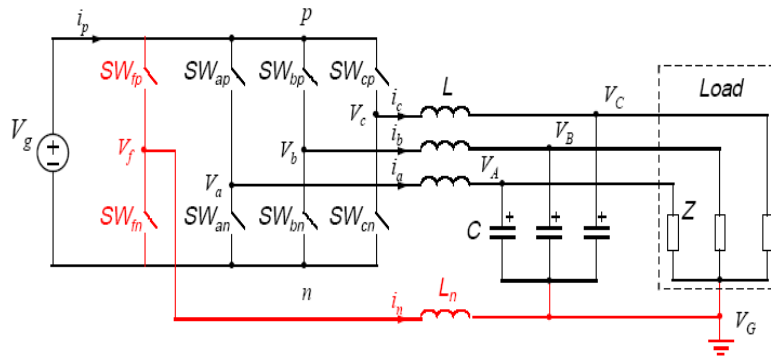 i_p p
SW_fp SW_ap SW_bp SW_cp
L V_C Load
V_c i_c
V_g V_f V_b i_b V_B
V_a i_a V_A
SW_fn SW_an SW_bn SW_cn C Z
+ + +
n i_n L_n V_G